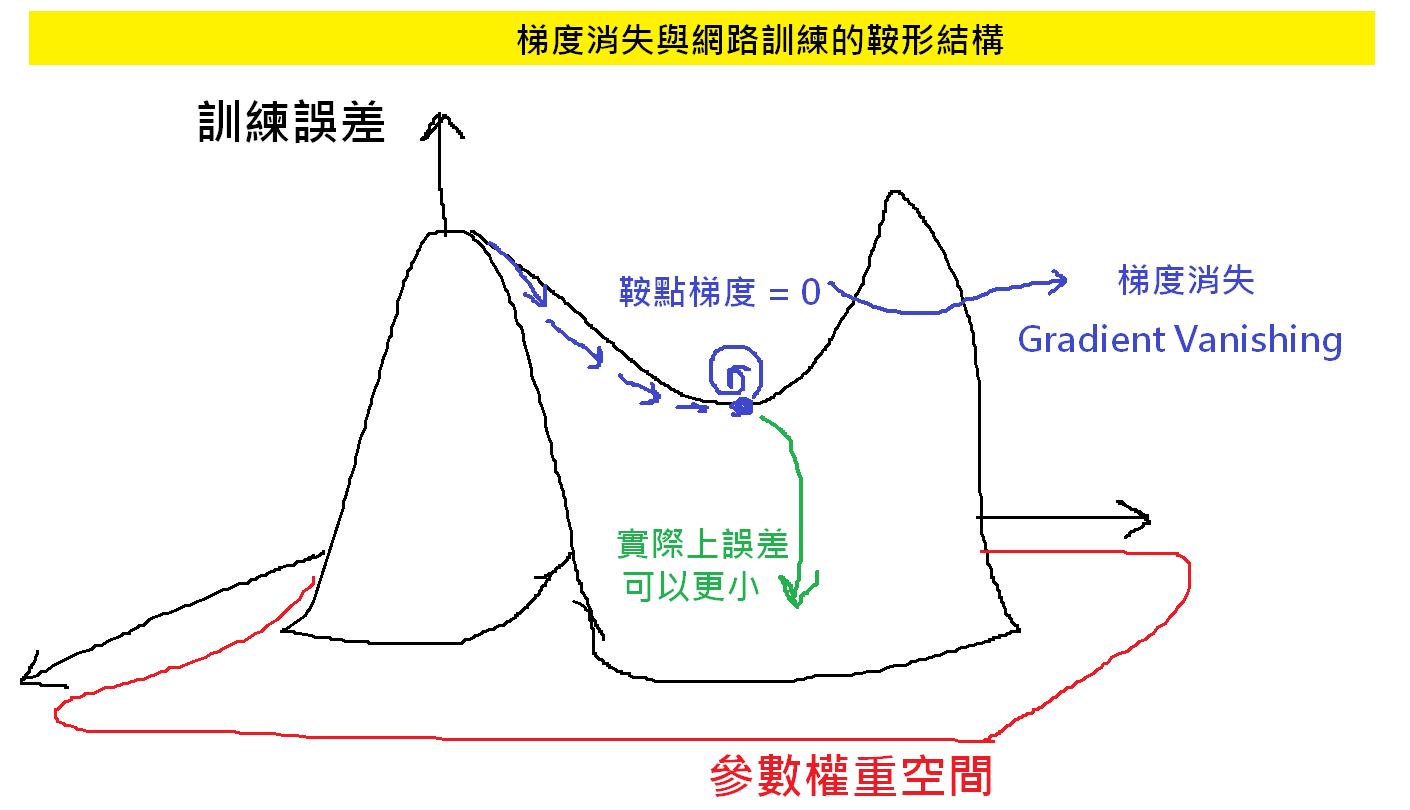 梯度消失與網路訓練的鞍形結構
訓練誤差
鞍點梯度 = 0
梯度消失
Gradient Vanishing
實際上誤差
可以更小
參數權重空間